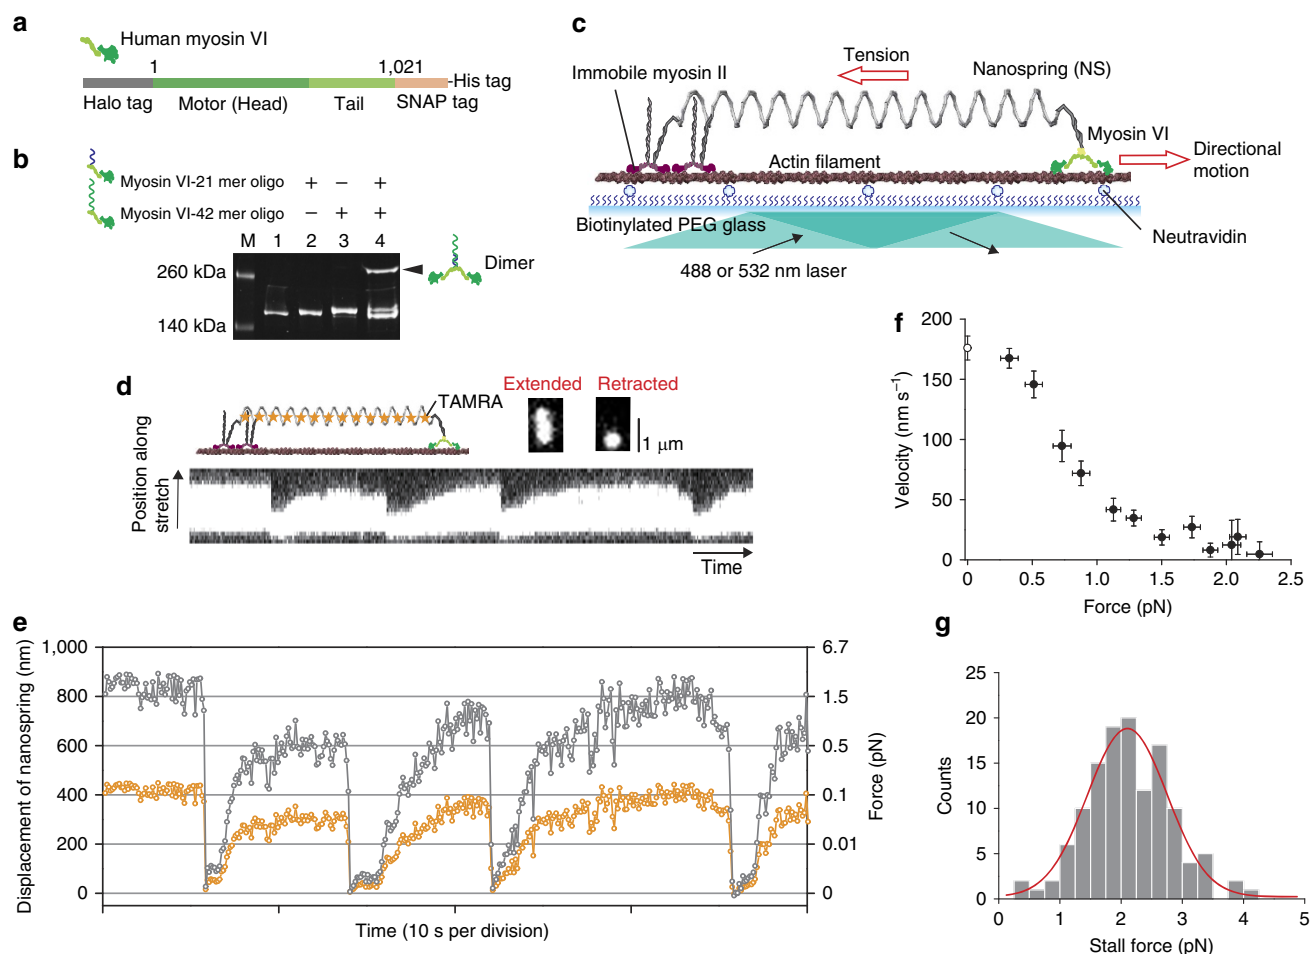 a
Human myosin VI
1
1,021
-His tag
Halo tag
Motor (Head)
Tail
SNAP tag
b
Myosin VI-21 mer oligo + − +
Myosin VI-42 mer oligo − + +
M 1 2 3 4
260 kDa
Dimer
140 kDa
c
Tension
Immobile myosin II
Nanospring (NS)
Myosin VI
Directional motion
Actin filament
Biotinylated PEG glass
Neutravidin
488 or 532 nm laser
d
TAMRA
Extended
Retracted
1 μm
Position along stretch
Time
e
Displacement of nanospring (nm)
1,000
800
600
400
200
0
6.7
1.5
0.5
0.1
0.01
0
Force (pN)
Time (10 s per division)
f
Velocity (nm s⁻¹)
200
150
100
50
0
0 0.5 1.0 1.5 2.0 2.5
Force (pN)
g
Counts
25
20
15
10
5
0
0 1 2 3 4 5
Stall force (pN)